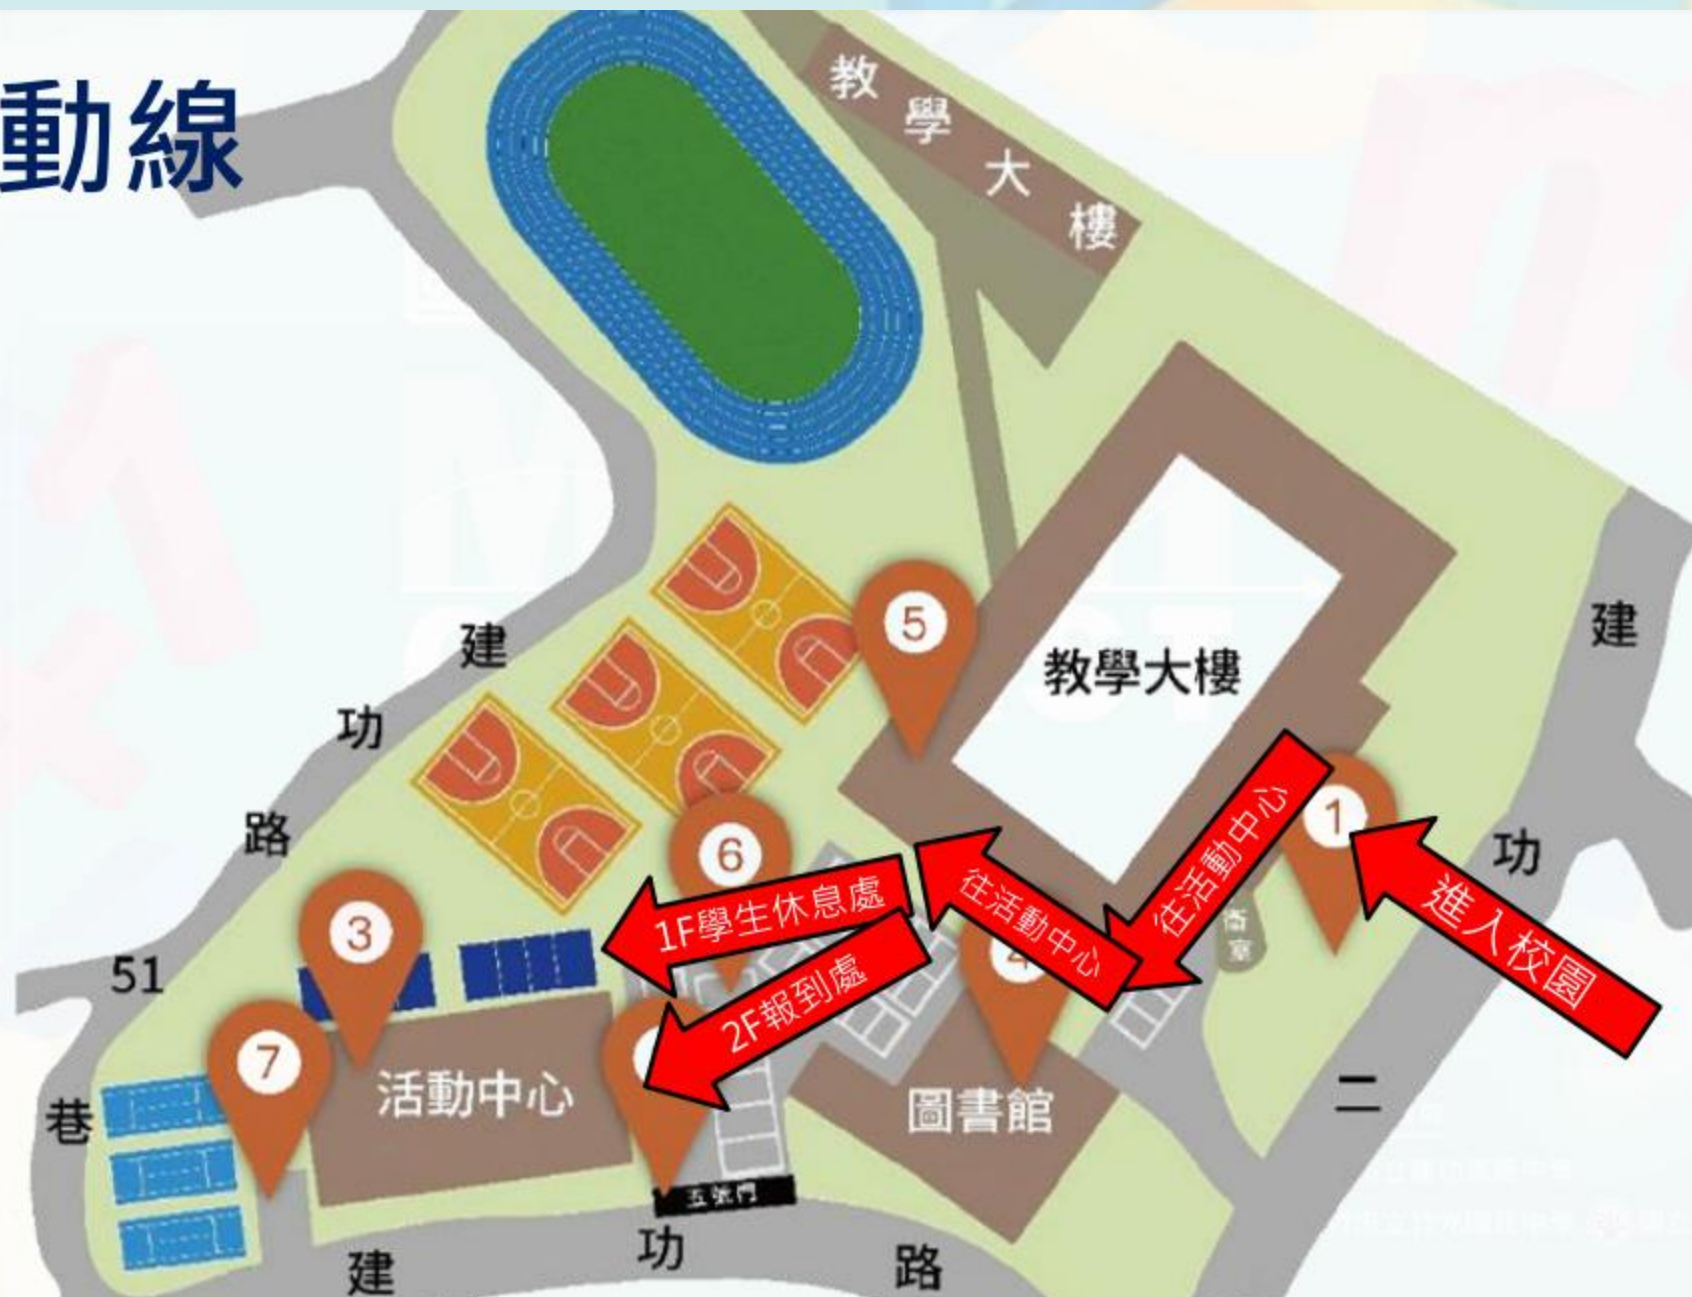 動線
教
學
大
樓
教學大樓
建
功
二
建
功
路
51
巷
5
1
進入校園
往活動中心
往活動中心
4
6
1F學生休息處
2F報到處
3
7
活動中心
圖書館
衛
室
五號門
建
功
路